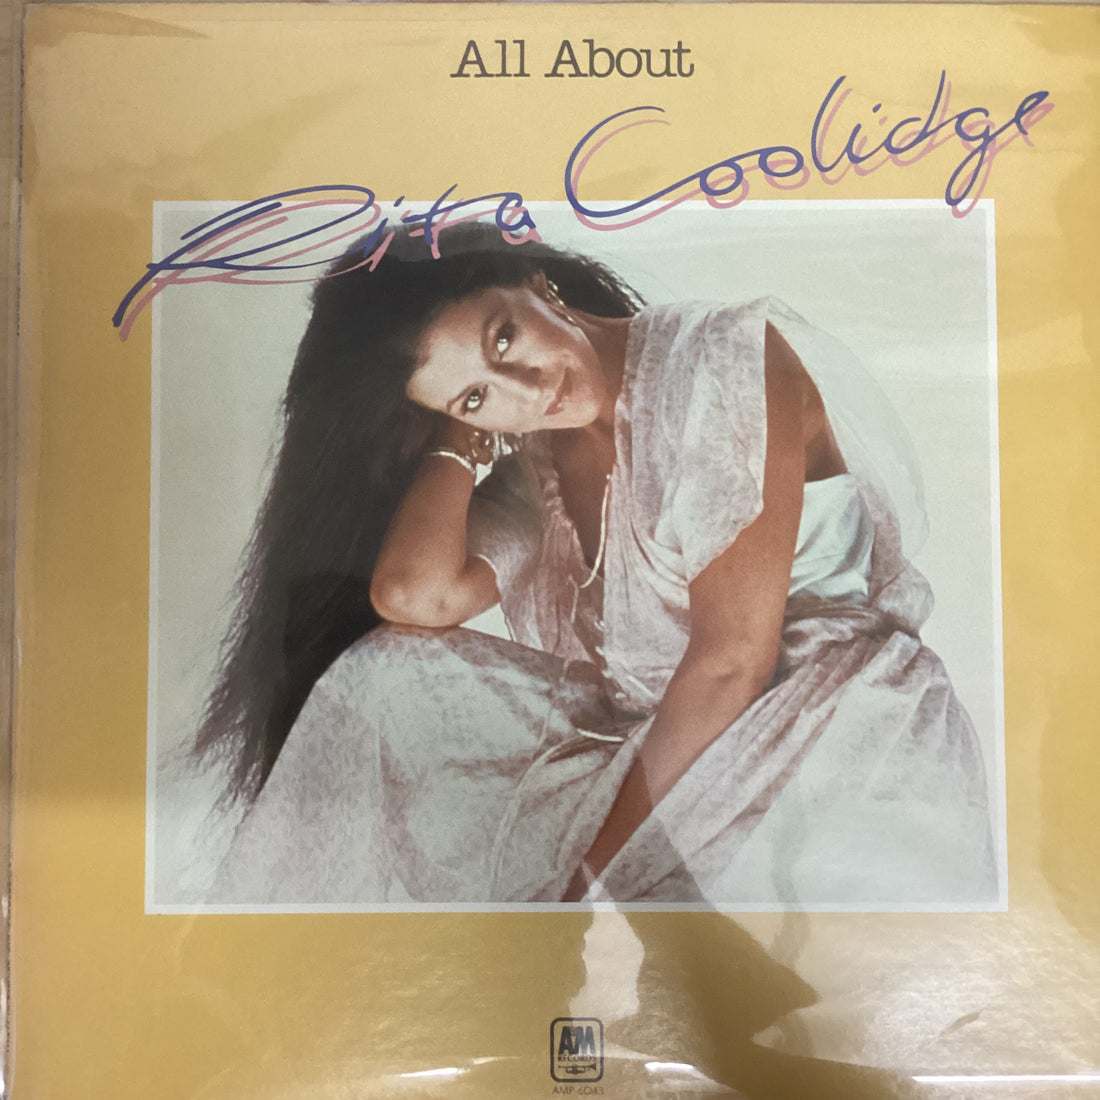 All About
Rita Coolidge
A&M
RECORDS
AMP 6043